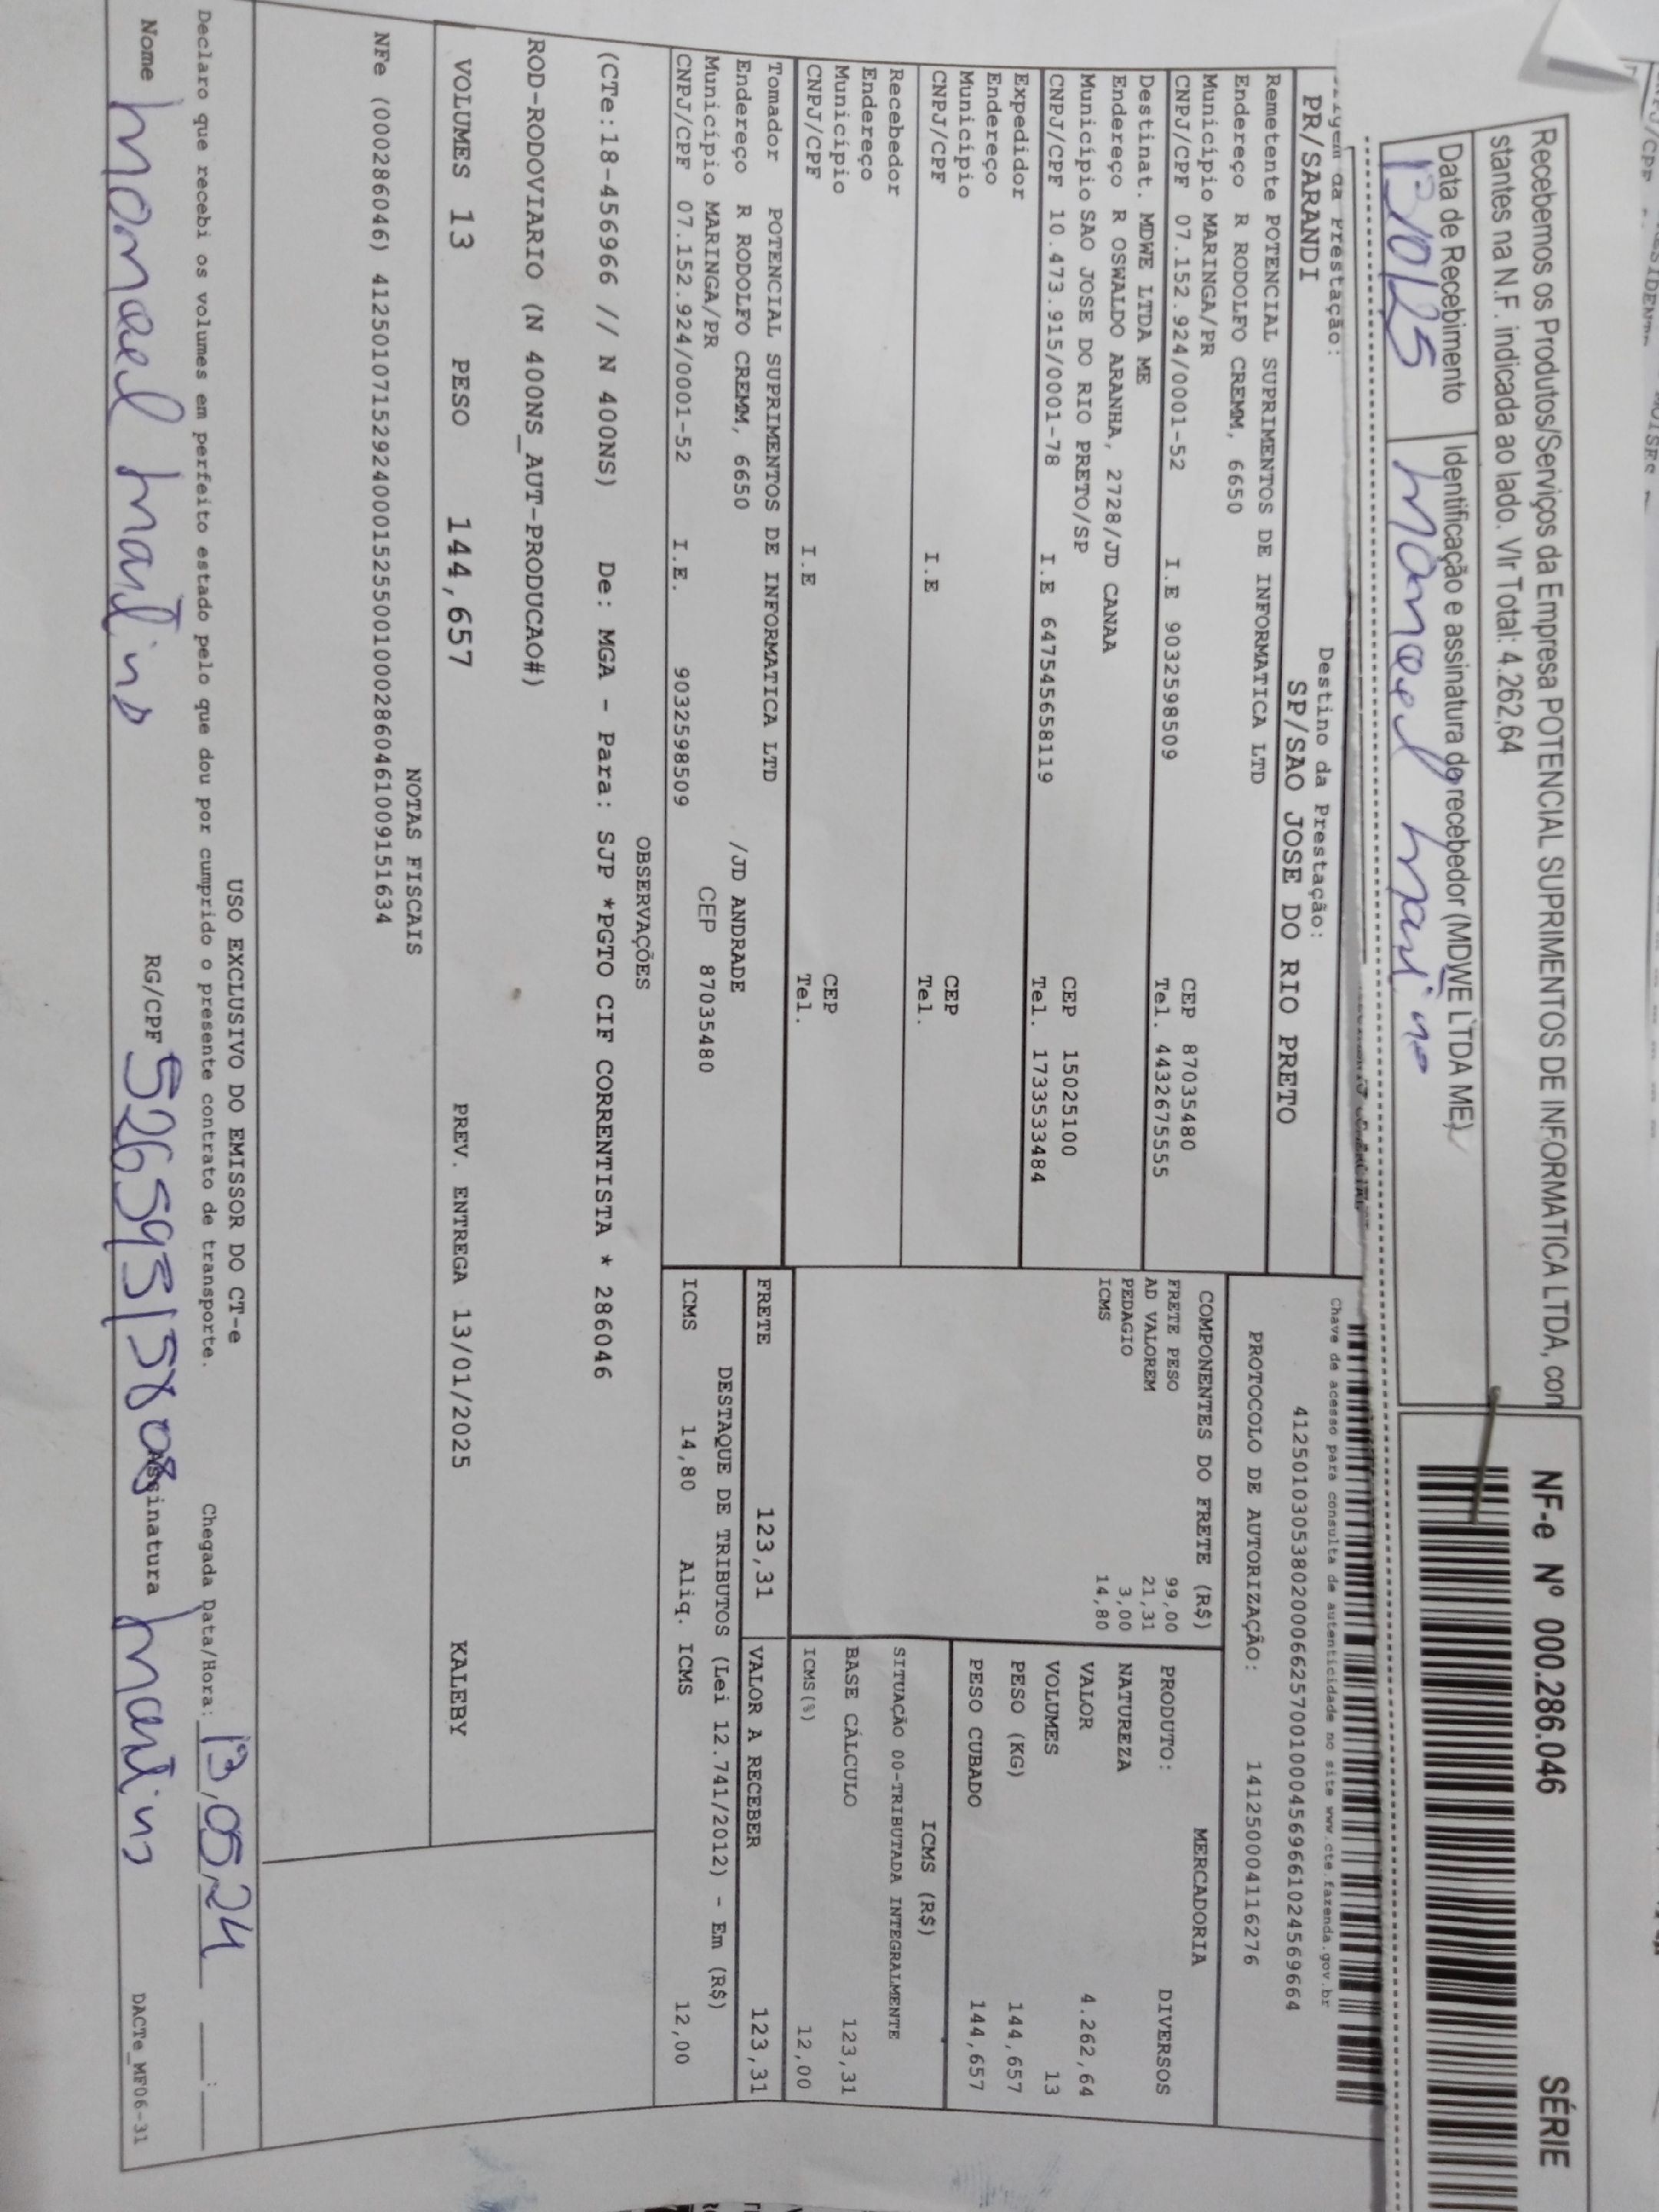 Recebemos os Produtos/Serviços da Empresa POTENCIAL SUPRIMENTOS DE INFORMATICA LTDA, con
stantes na N.F. indicada ao lado. Vlr Total: 4.262,64
Data de Recebimento
Identificação e assinatura do recebedor (MDWE LTDA ME)
NF-e Nº 000.286.046 SÉRIE
da Prestação:
PR/SARANDI
Destino da Prestação:
SP/SAO JOSE DO RIO PRETO
Chave de acesso para consulta de autenticidade no site www.cte.fazenda.gov.br
41250103053802000662570010004569661024569664
PROTOCOLO DE AUTORIZAÇÃO: 141250004116276
Remetente POTENCIAL SUPRIMENTOS DE INFORMATICA LTD
Endereço R RODOLFO CREMM, 6650
Município MARINGA/PR CEP 87035480
CNPJ/CPF 07.152.924/0001-52 I.E 9032598509 Tel. 4432675555
Destinat. MDWE LTDA ME
Endereço R OSWALDO ARANHA, 2728/JD CANAA
Município SAO JOSE DO RIO PRETO/SP CEP 15025100
CNPJ/CPF 10.473.915/0001-78 I.E 647545658119 Tel. 1733533484
Expedidor
Endereço
Município CEP
CNPJ/CPF I.E Tel.
Recebedor
Endereço
Município CEP
CNPJ/CPF I.E Tel.
Tomador POTENCIAL SUPRIMENTOS DE INFORMATICA LTD
Endereço R RODOLFO CREMM, 6650 /JD ANDRADE
Município MARINGA/PR CEP 87035480
CNPJ/CPF 07.152.924/0001-52 I.E. 9032598509
COMPONENTES DO FRETE (R$)
FRETE PESO 99,00
AD VALOREM 21,31
PEDAGIO 3,00
ICMS 14,80
MERCADORIA
PRODUTO: DIVERSOS
NATUREZA
VALOR 4.262,64
VOLUMES 13
PESO (KG) 144,657
PESO CUBADO 144,657
ICMS (R$)
SITUAÇÃO 00-TRIBUTADA INTEGRALMENTE
BASE CÁLCULO 123,31
ICMS(%) 12,00
FRETE 123,31
VALOR A RECEBER 123,31
DESTAQUE DE TRIBUTOS (Lei 12.741/2012) - Em (R$)
ICMS 14,80 Aliq. ICMS 12,00
OBSERVAÇÕES
(CTe:18-456966 // N 400NS) De: MGA - Para: SJP *PGTO CIF CORRENTISTA * 286046
ROD-RODOVIARIO (N 400NS_AUT-PRODUCAO#)
VOLUMES 13 PESO 144,657 PREV. ENTREGA 13/01/2025 KALEBY
NOTAS FISCAIS
NFe (000286046) 41250107152924000152550010002860461009151634
USO EXCLUSIVO DO EMISSOR DO CT-e
Declaro que recebi os volumes em perfeito estado pelo que dou por cumprido o presente contrato de transporte.
Chegada Data/Hora: 13/05/24
Nome
RG/CPF
Assinatura
DACTe_MF06-31